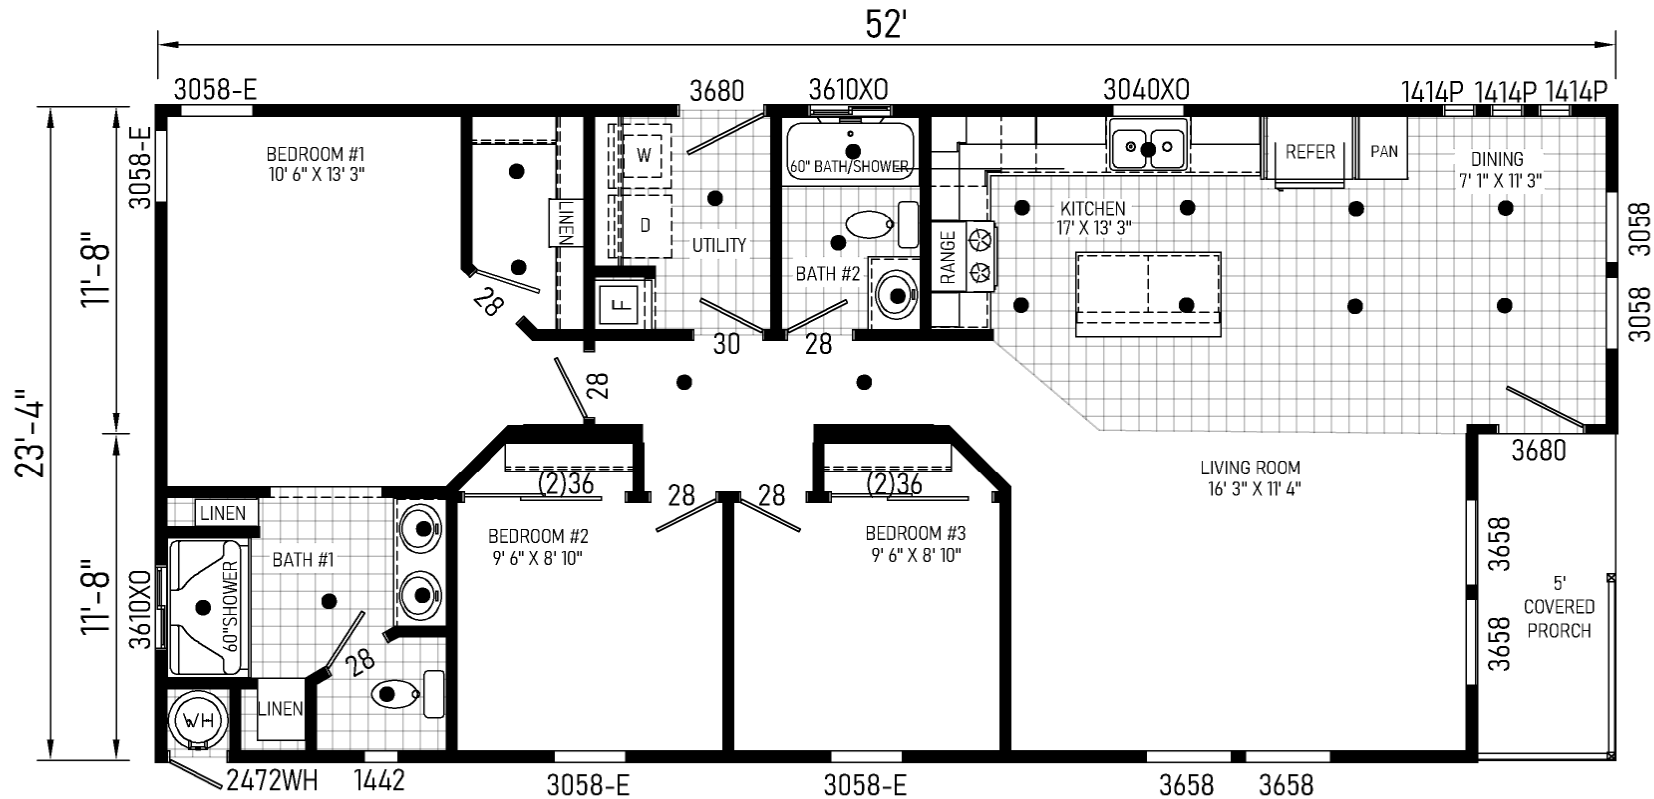 52'
3058-E
3680
3610XO
3040XO
1414P
1414P
1414P
3058-E
BEDROOM #1
10' 6" X 13' 3"
LINEN
28
W
D
UTILITY
F
30
60" BATH/SHOWER
BATH #2
28
RANGE
KITCHEN
17' X 13' 3"
REFER
PAN
DINING
7' 1" X 11' 3"
3058
3058
11'-8"
23'-4"
11'-8"
28
3680
LIVING ROOM
16' 3" X 11' 4"
(2)36
28
28
(2)36
BEDROOM #2
9' 6" X 8' 10"
BEDROOM #3
9' 6" X 8' 10"
3658
3658
5'
COVERED
PRORCH
LINEN
BATH #1
60"SHOWER
3610XO
28
LINEN
WH
2472WH
1442
3058-E
3058-E
3658
3658